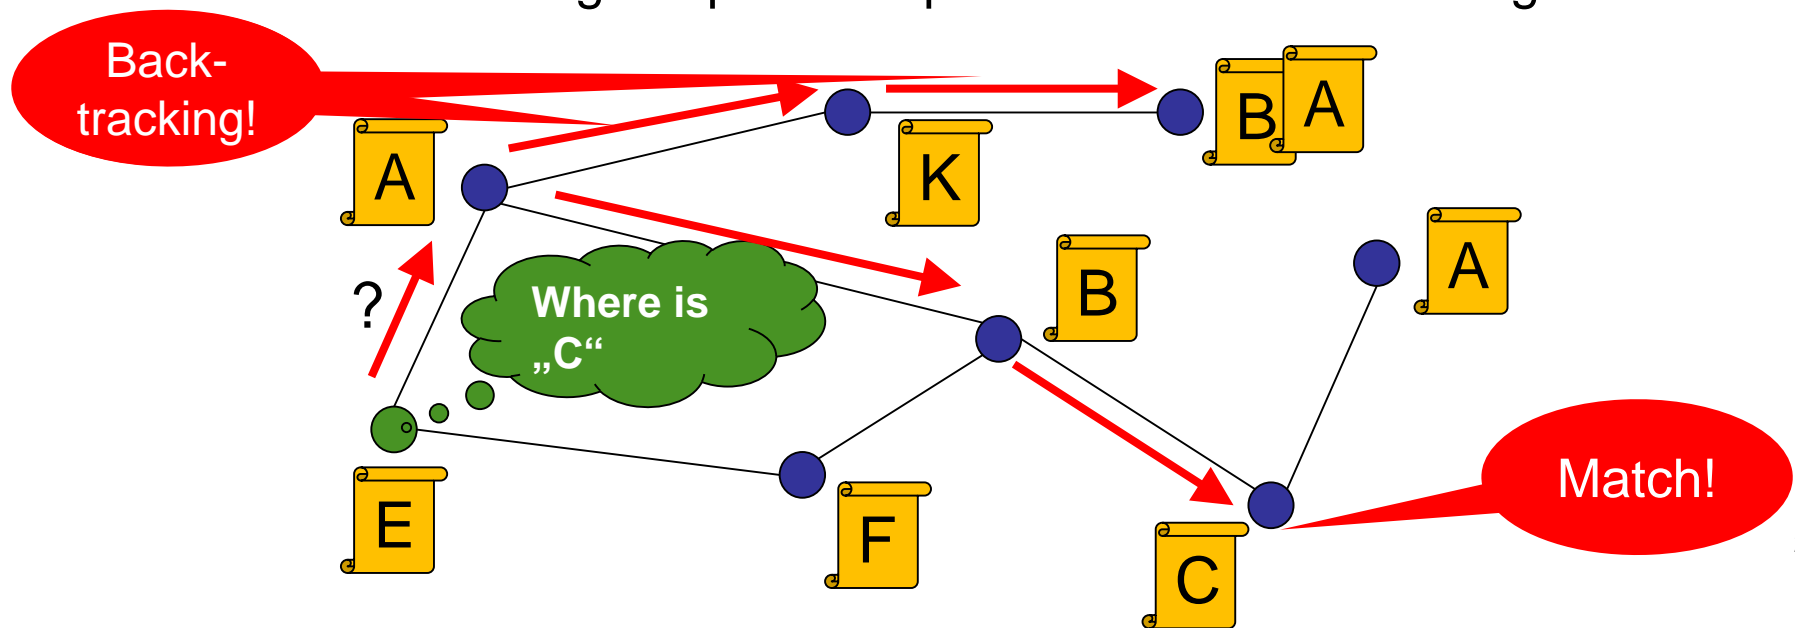 Back-
tracking!
B
A
A
K
A
B
?
Where is
„C“
Match!
E
F
C